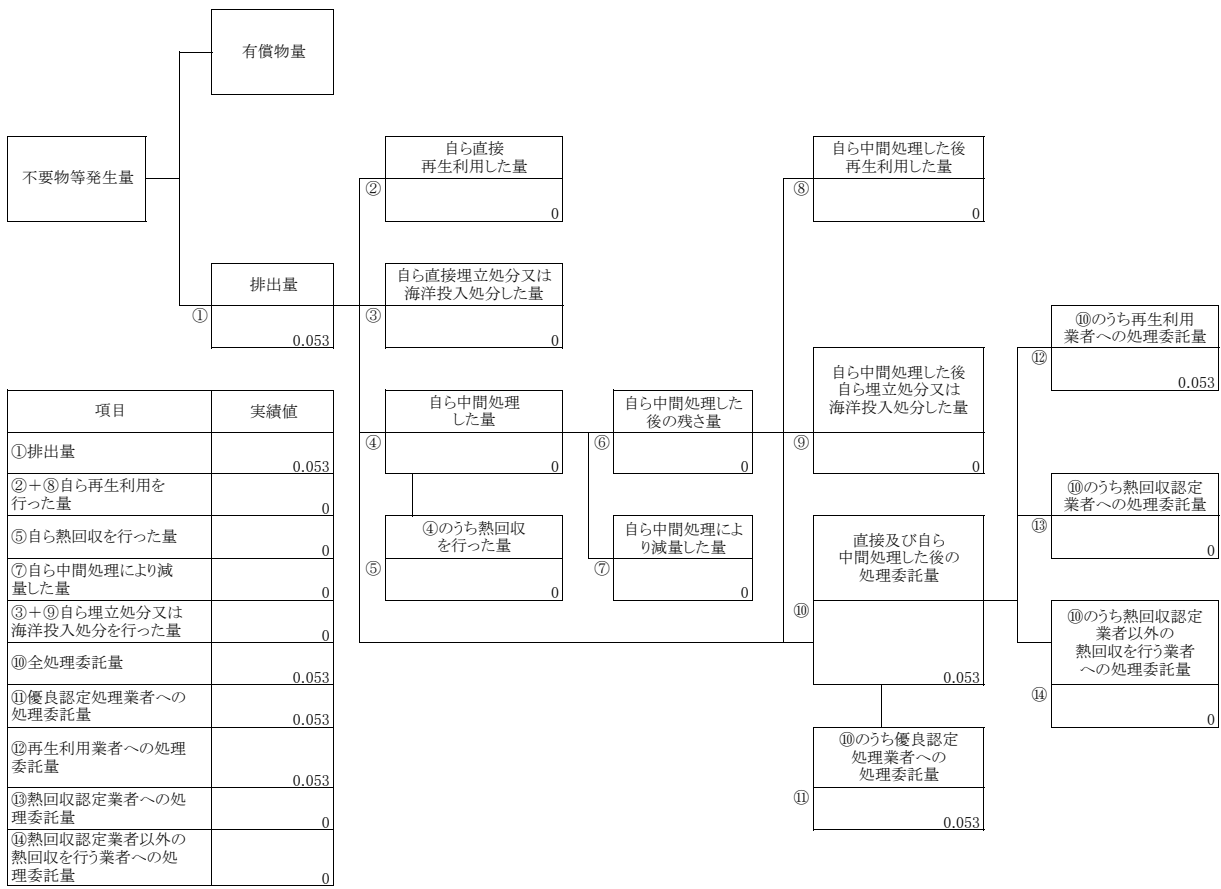 有償物量
不要物等発生量
自ら直接
再生利用した量
②
0
自ら中間処理した後
再生利用した量
⑧
0
排出量
①
0.053
自ら直接埋立処分又は
海洋投入処分した量
③
0
⑩のうち再生利用
業者への処理委託量
⑫
0.053
自ら中間処理
した量
④
0
自ら中間処理した
後の残さ量
⑥
0
自ら中間処理した後
自ら埋立処分又は
海洋投入処分した量
⑨
0
⑩のうち熱回収認定
業者への処理委託量
⑬
0
④のうち熱回収
を行った量
⑤
0
自ら中間処理によ
り減量した量
⑦
0
直接及び自ら
中間処理した後の
処理委託量
⑩
0.053
⑩のうち熱回収認定
業者以外の
熱回収を行う業者
への処理委託量
⑭
0
⑩のうち優良認定
処理業者への
処理委託量
⑪
0.053
項目 実績値
①排出量
0.053
②＋⑧自ら再生利用を
行った量
0
⑤自ら熱回収を行った量
0
⑦自ら中間処理により減
量した量
0
③＋⑨自ら埋立処分又は
海洋投入処分を行った量
0
⑩全処理委託量
0.053
⑪優良認定処理業者への
処理委託量
0.053
⑫再生利用業者への処理
委託量
0.053
⑬熱回収認定業者への処
理委託量
0
⑭熱回収認定業者以外の
熱回収を行う業者への処
理委託量
0